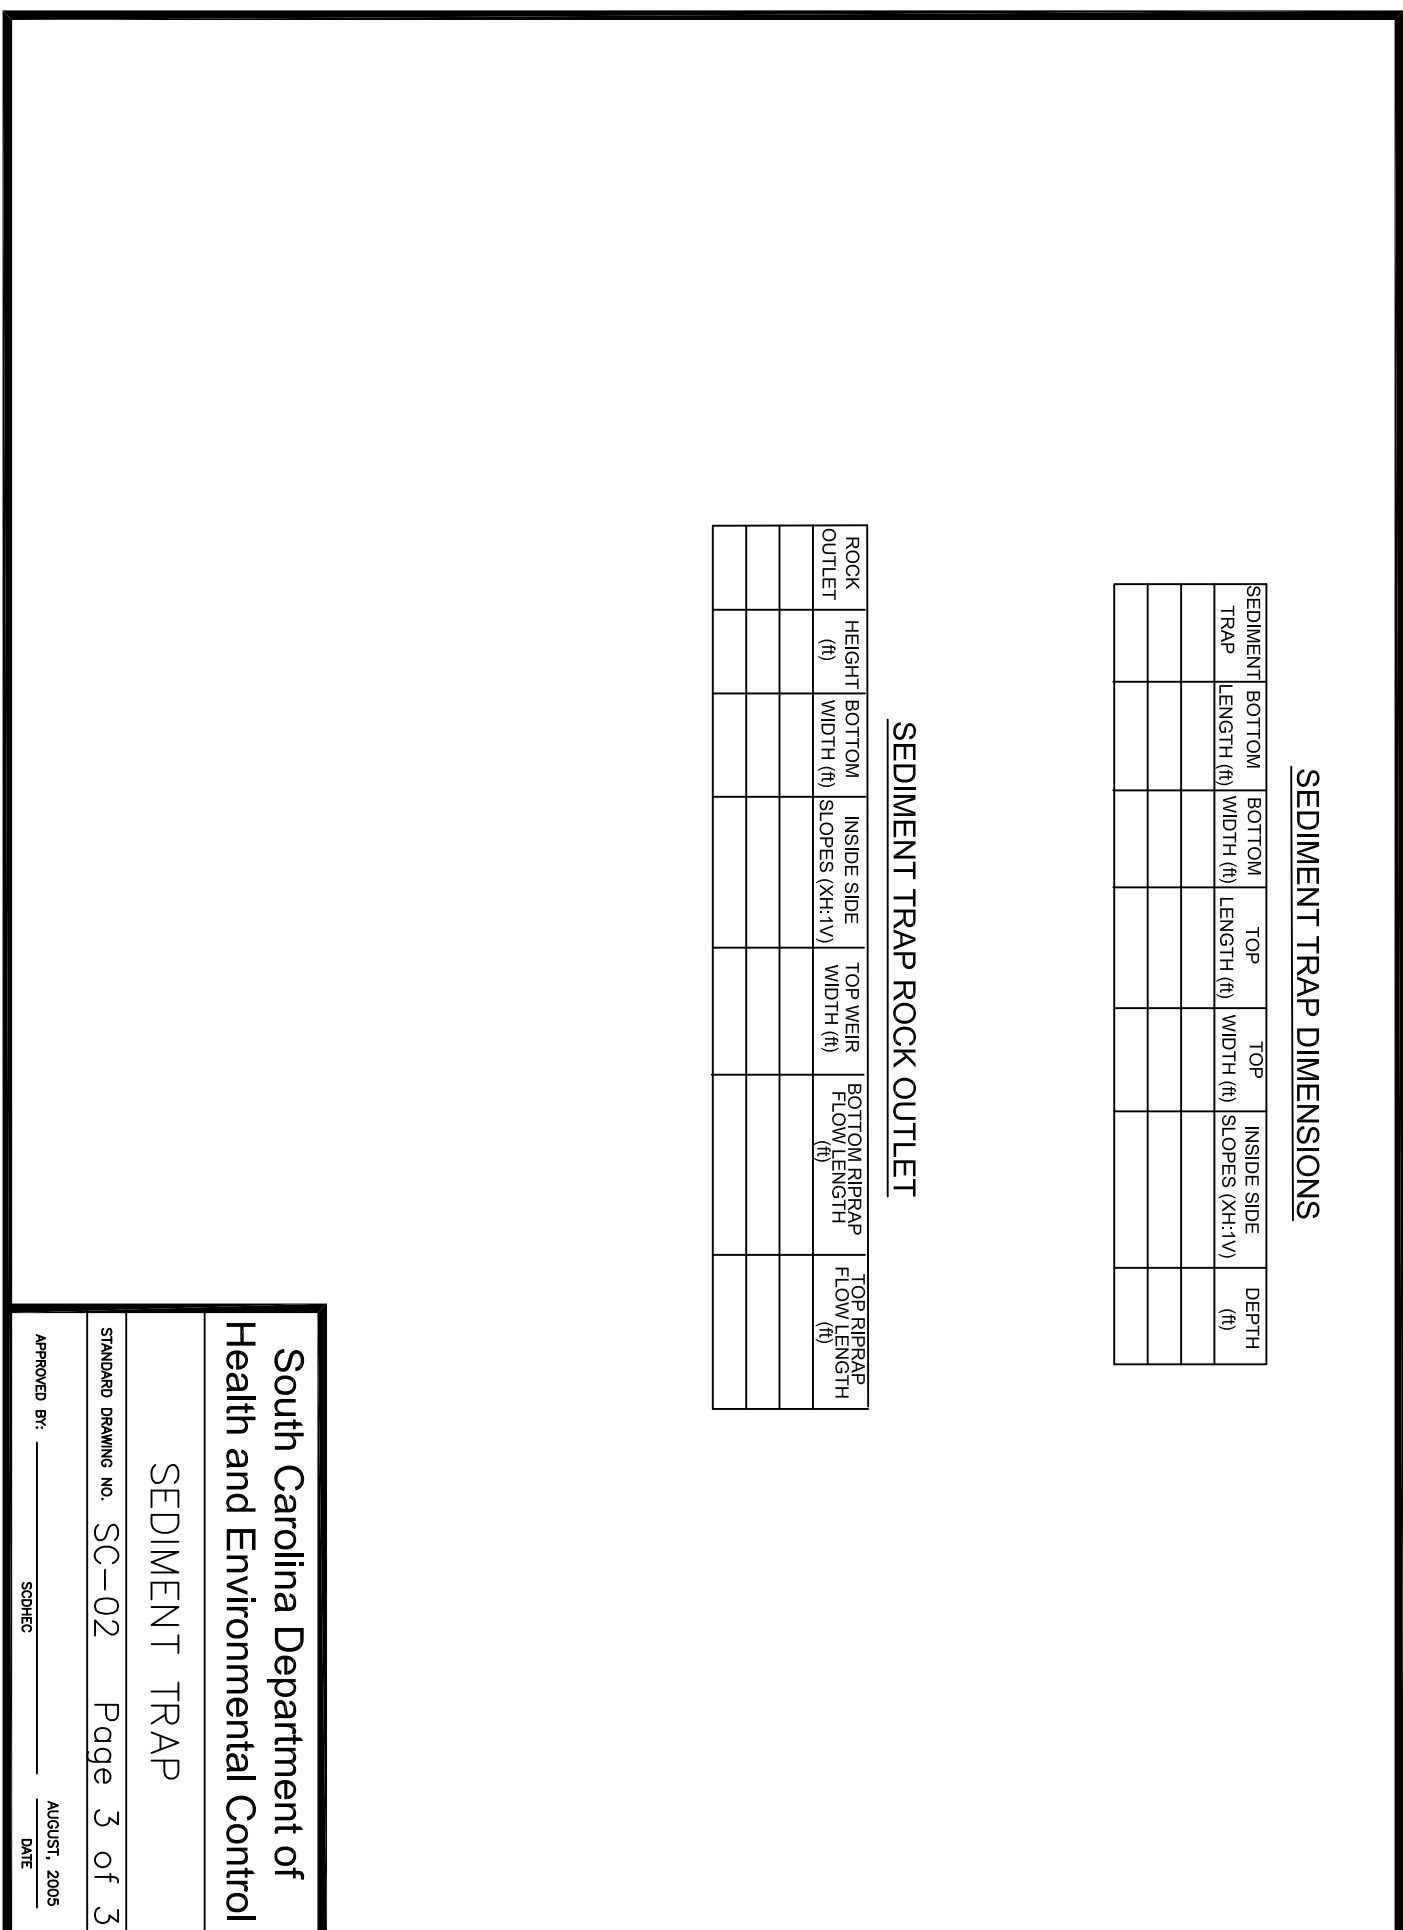 SEDIMENT TRAP DIMENSIONS
SEDIMENT TRAP
BOTTOM LENGTH (ft)
BOTTOM WIDTH (ft)
TOP LENGTH (ft)
TOP WIDTH (ft)
INSIDE SIDE SLOPES (XH:1V)
DEPTH (ft)
SEDIMENT TRAP ROCK OUTLET
ROCK OUTLET
HEIGHT (ft)
BOTTOM WIDTH (ft)
INSIDE SIDE SLOPES (XH:1V)
TOP WEIR WIDTH (ft)
BOTTOM RIPRAP FLOW LENGTH (ft)
TOP RIPRAP FLOW LENGTH (ft)
South Carolina Department of
Health and Environmental Control
SEDIMENT TRAP
STANDARD DRAWING NO. SC-02 Page 3 of 3
AUGUST, 2005
APPROVED BY:
SCDHEC DATE